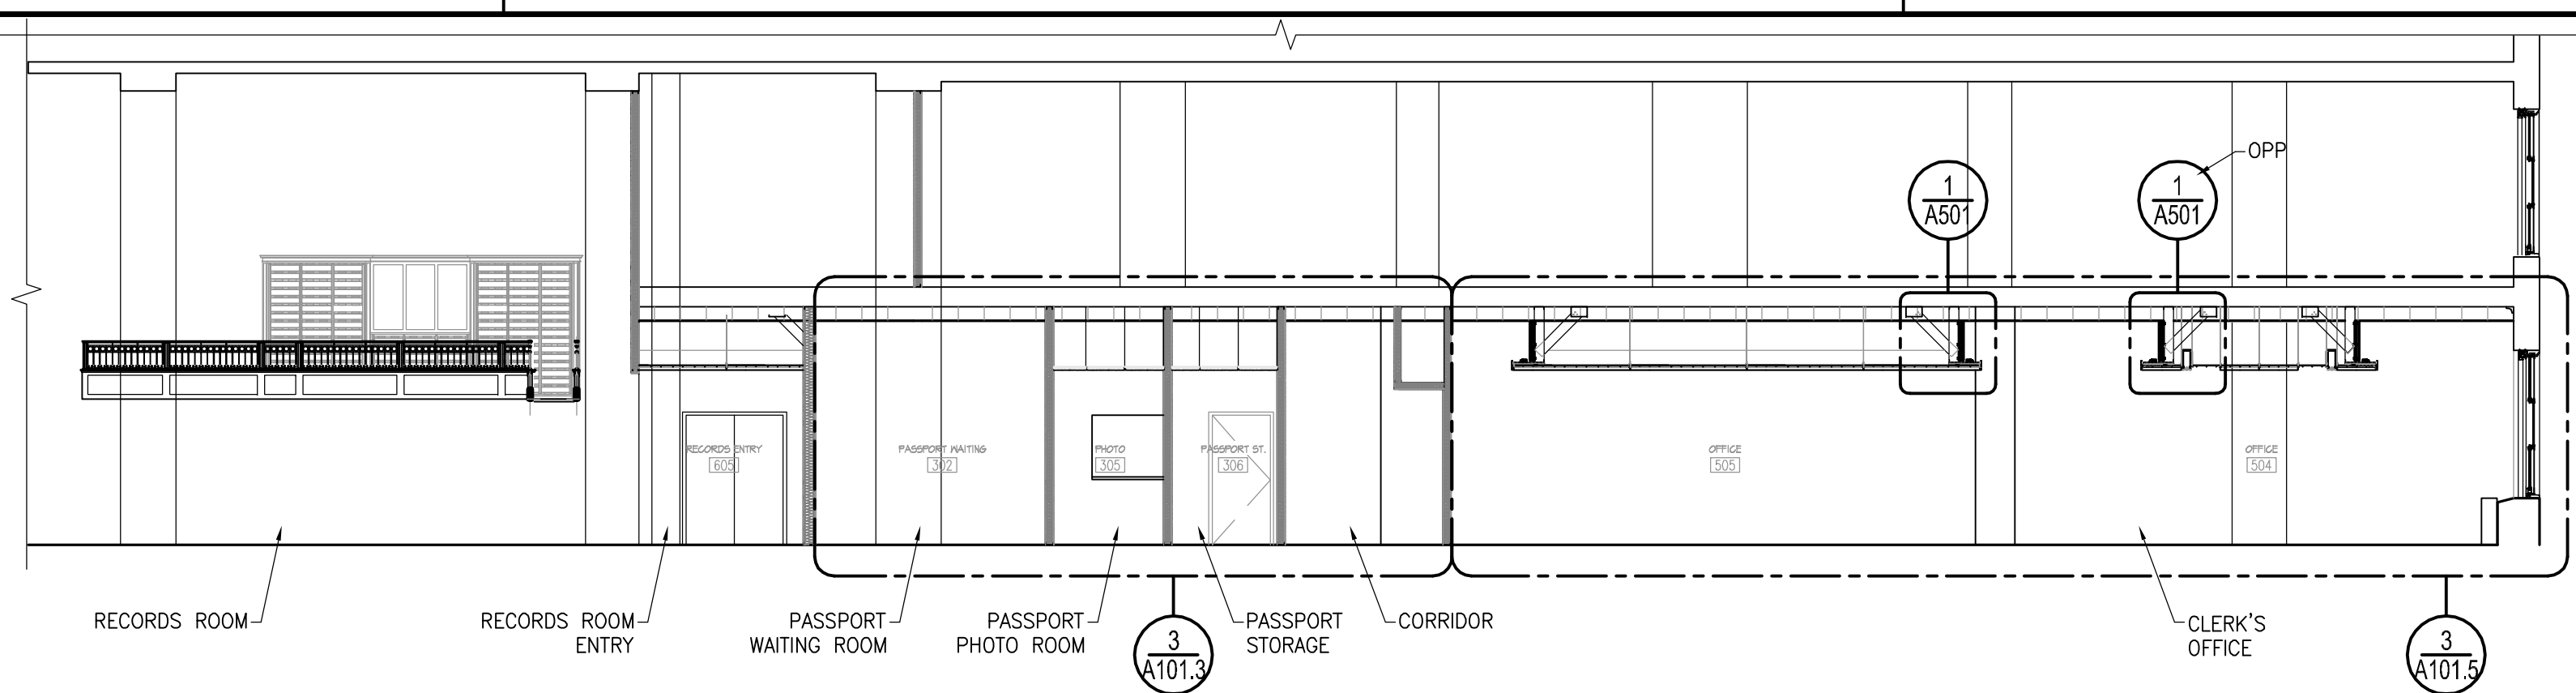 OPP
1
A501
1
A501
RECORDS ENTRY
605
PASSPORT WAITING
302
PHOTO
305
PASSPORT ST.
306
OFFICE
505
OFFICE
504
RECORDS ROOM
RECORDS ROOM
ENTRY
PASSPORT
WAITING ROOM
PASSPORT
PHOTO ROOM
PASSPORT
STORAGE
CORRIDOR
CLERK'S
OFFICE
3
A101.3
3
A101.5